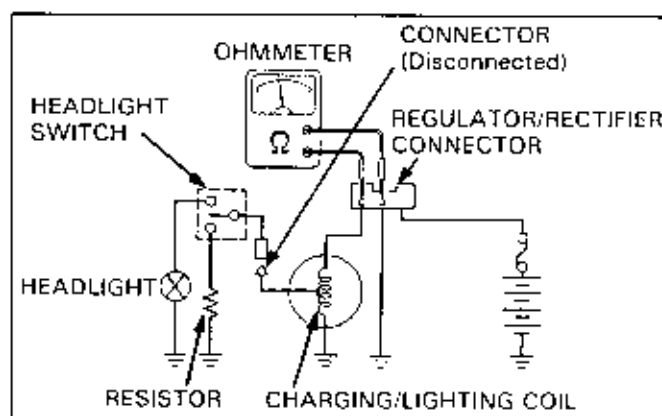 CONNECTOR
(Disconnected)
OHMMETER
HEADLIGHT
SWITCH
REGULATOR/RECTIFIER
CONNECTOR
Ω
HEADLIGHT
RESISTOR
CHARGING/LIGHTING COIL